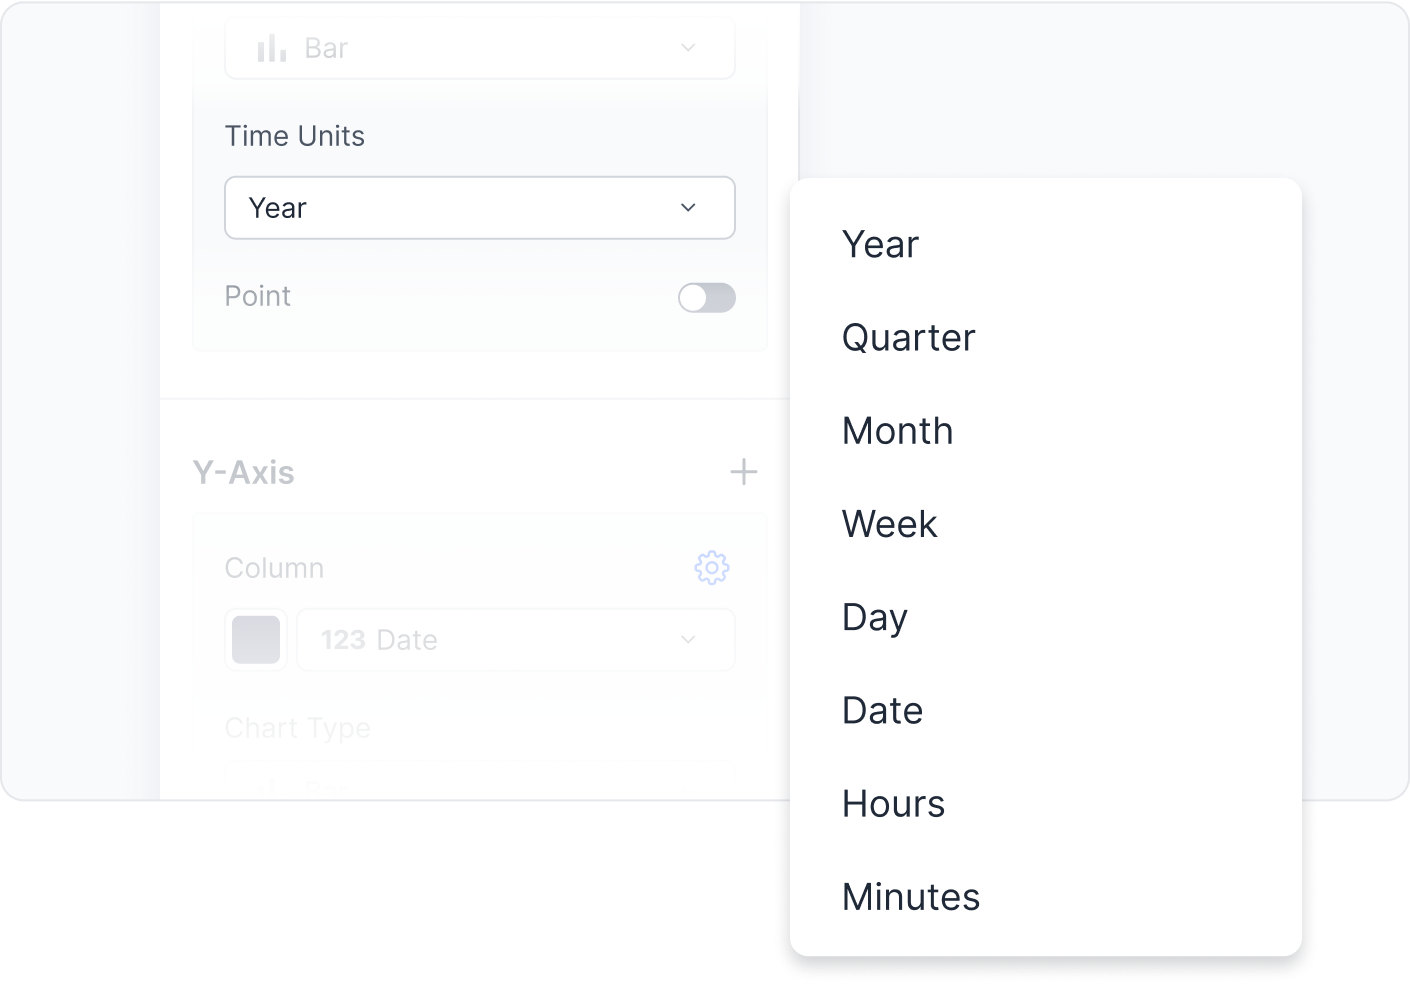 Bar
Time Units
Year
Point
Y-Axis
Column
123 Date
Chart Type
Bar
Year
Quarter
Month
Week
Day
Date
Hours
Minutes